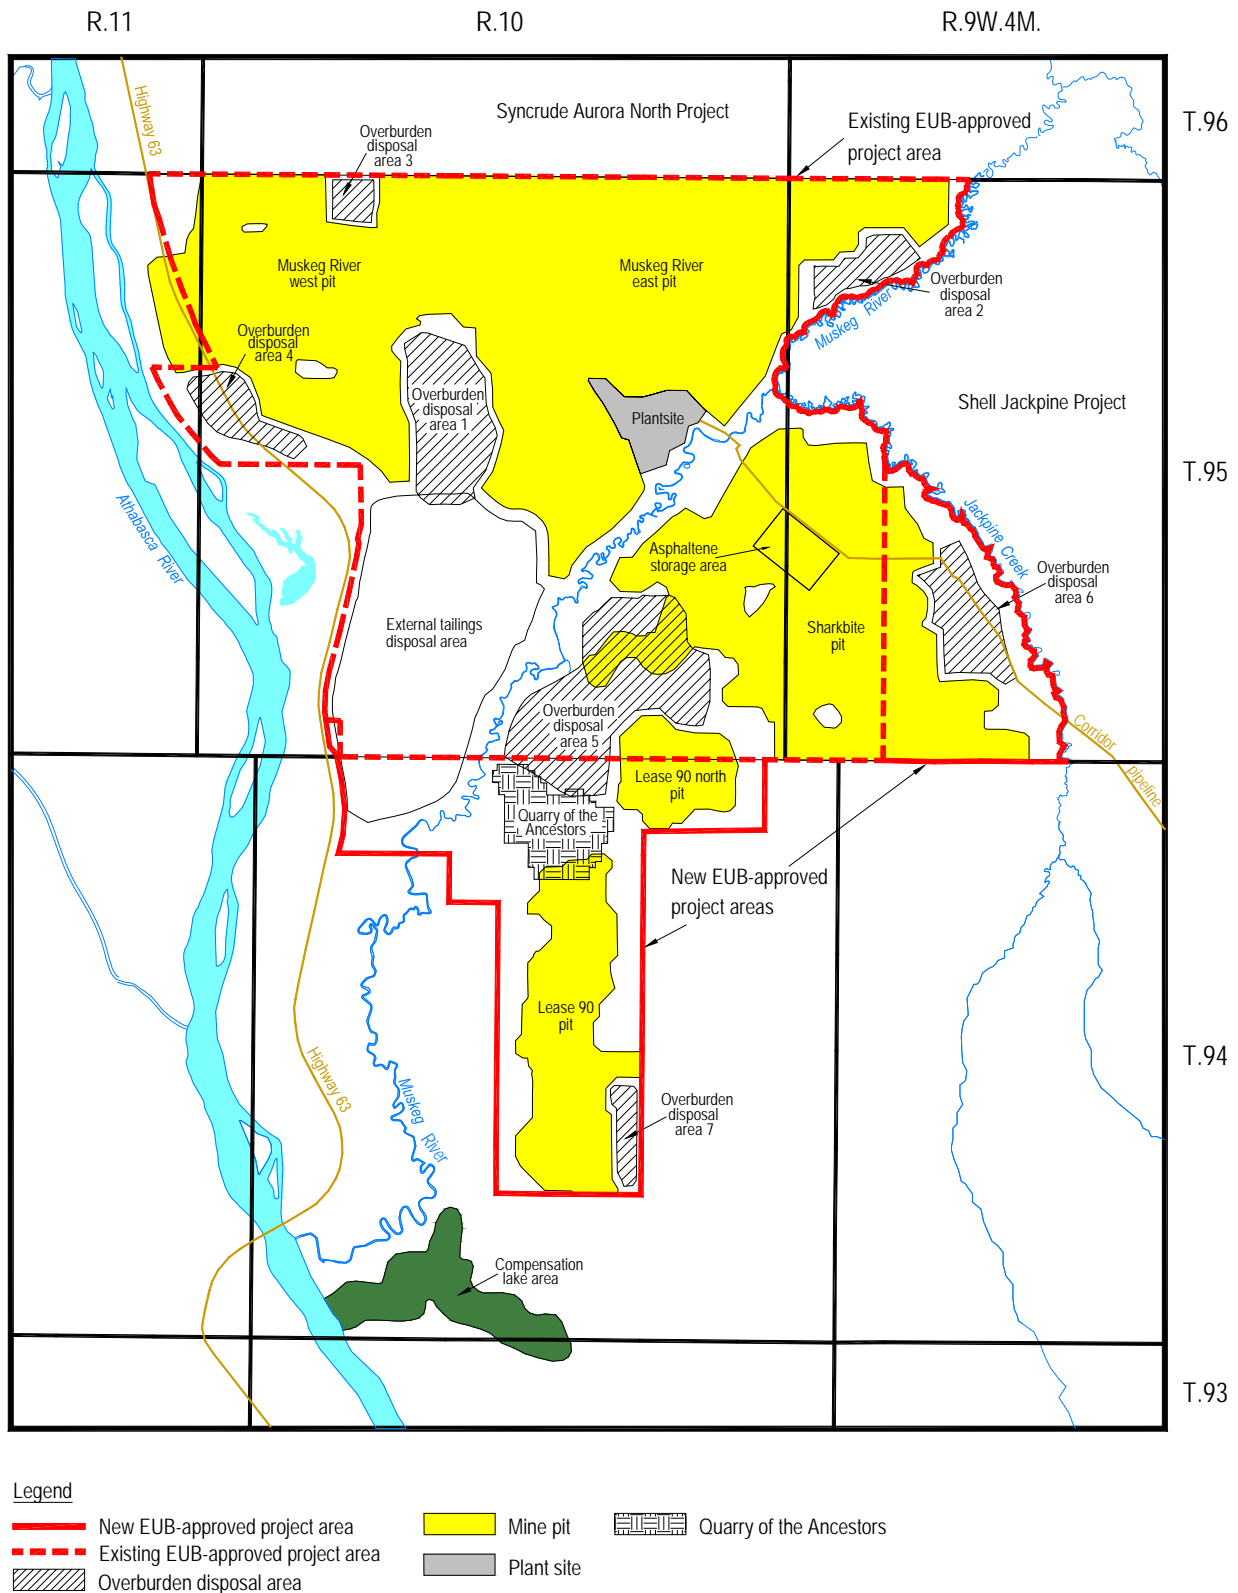 R.11
R.10
R.9W.4M.
T.96
T.95
T.94
T.93
Highway 63
Syncrude Aurora North Project
Existing EUB-approved
project area
Overburden
disposal
area 3
Muskeg River
west pit
Muskeg River
east pit
Overburden
disposal
area 2
Muskeg River
Overburden
disposal
area 4
Overburden
disposal
area 1
Plantsite
Shell Jackpine Project
Athabasca River
Jackpine Creek
Asphaltene
storage area
Overburden
disposal
area 6
External tailings
disposal area
Sharkbite
pit
Overburden
disposal
area 5
Corridor
pipeline
Lease 90 north
pit
Quarry of the
Ancestors
New EUB-approved
project areas
Lease 90
pit
Highway 63
Muskeg River
Overburden
disposal
area 7
Compensation
lake area
Legend
New EUB-approved project area
Existing EUB-approved project area
Overburden disposal area
Mine pit
Plant site
Quarry of the Ancestors